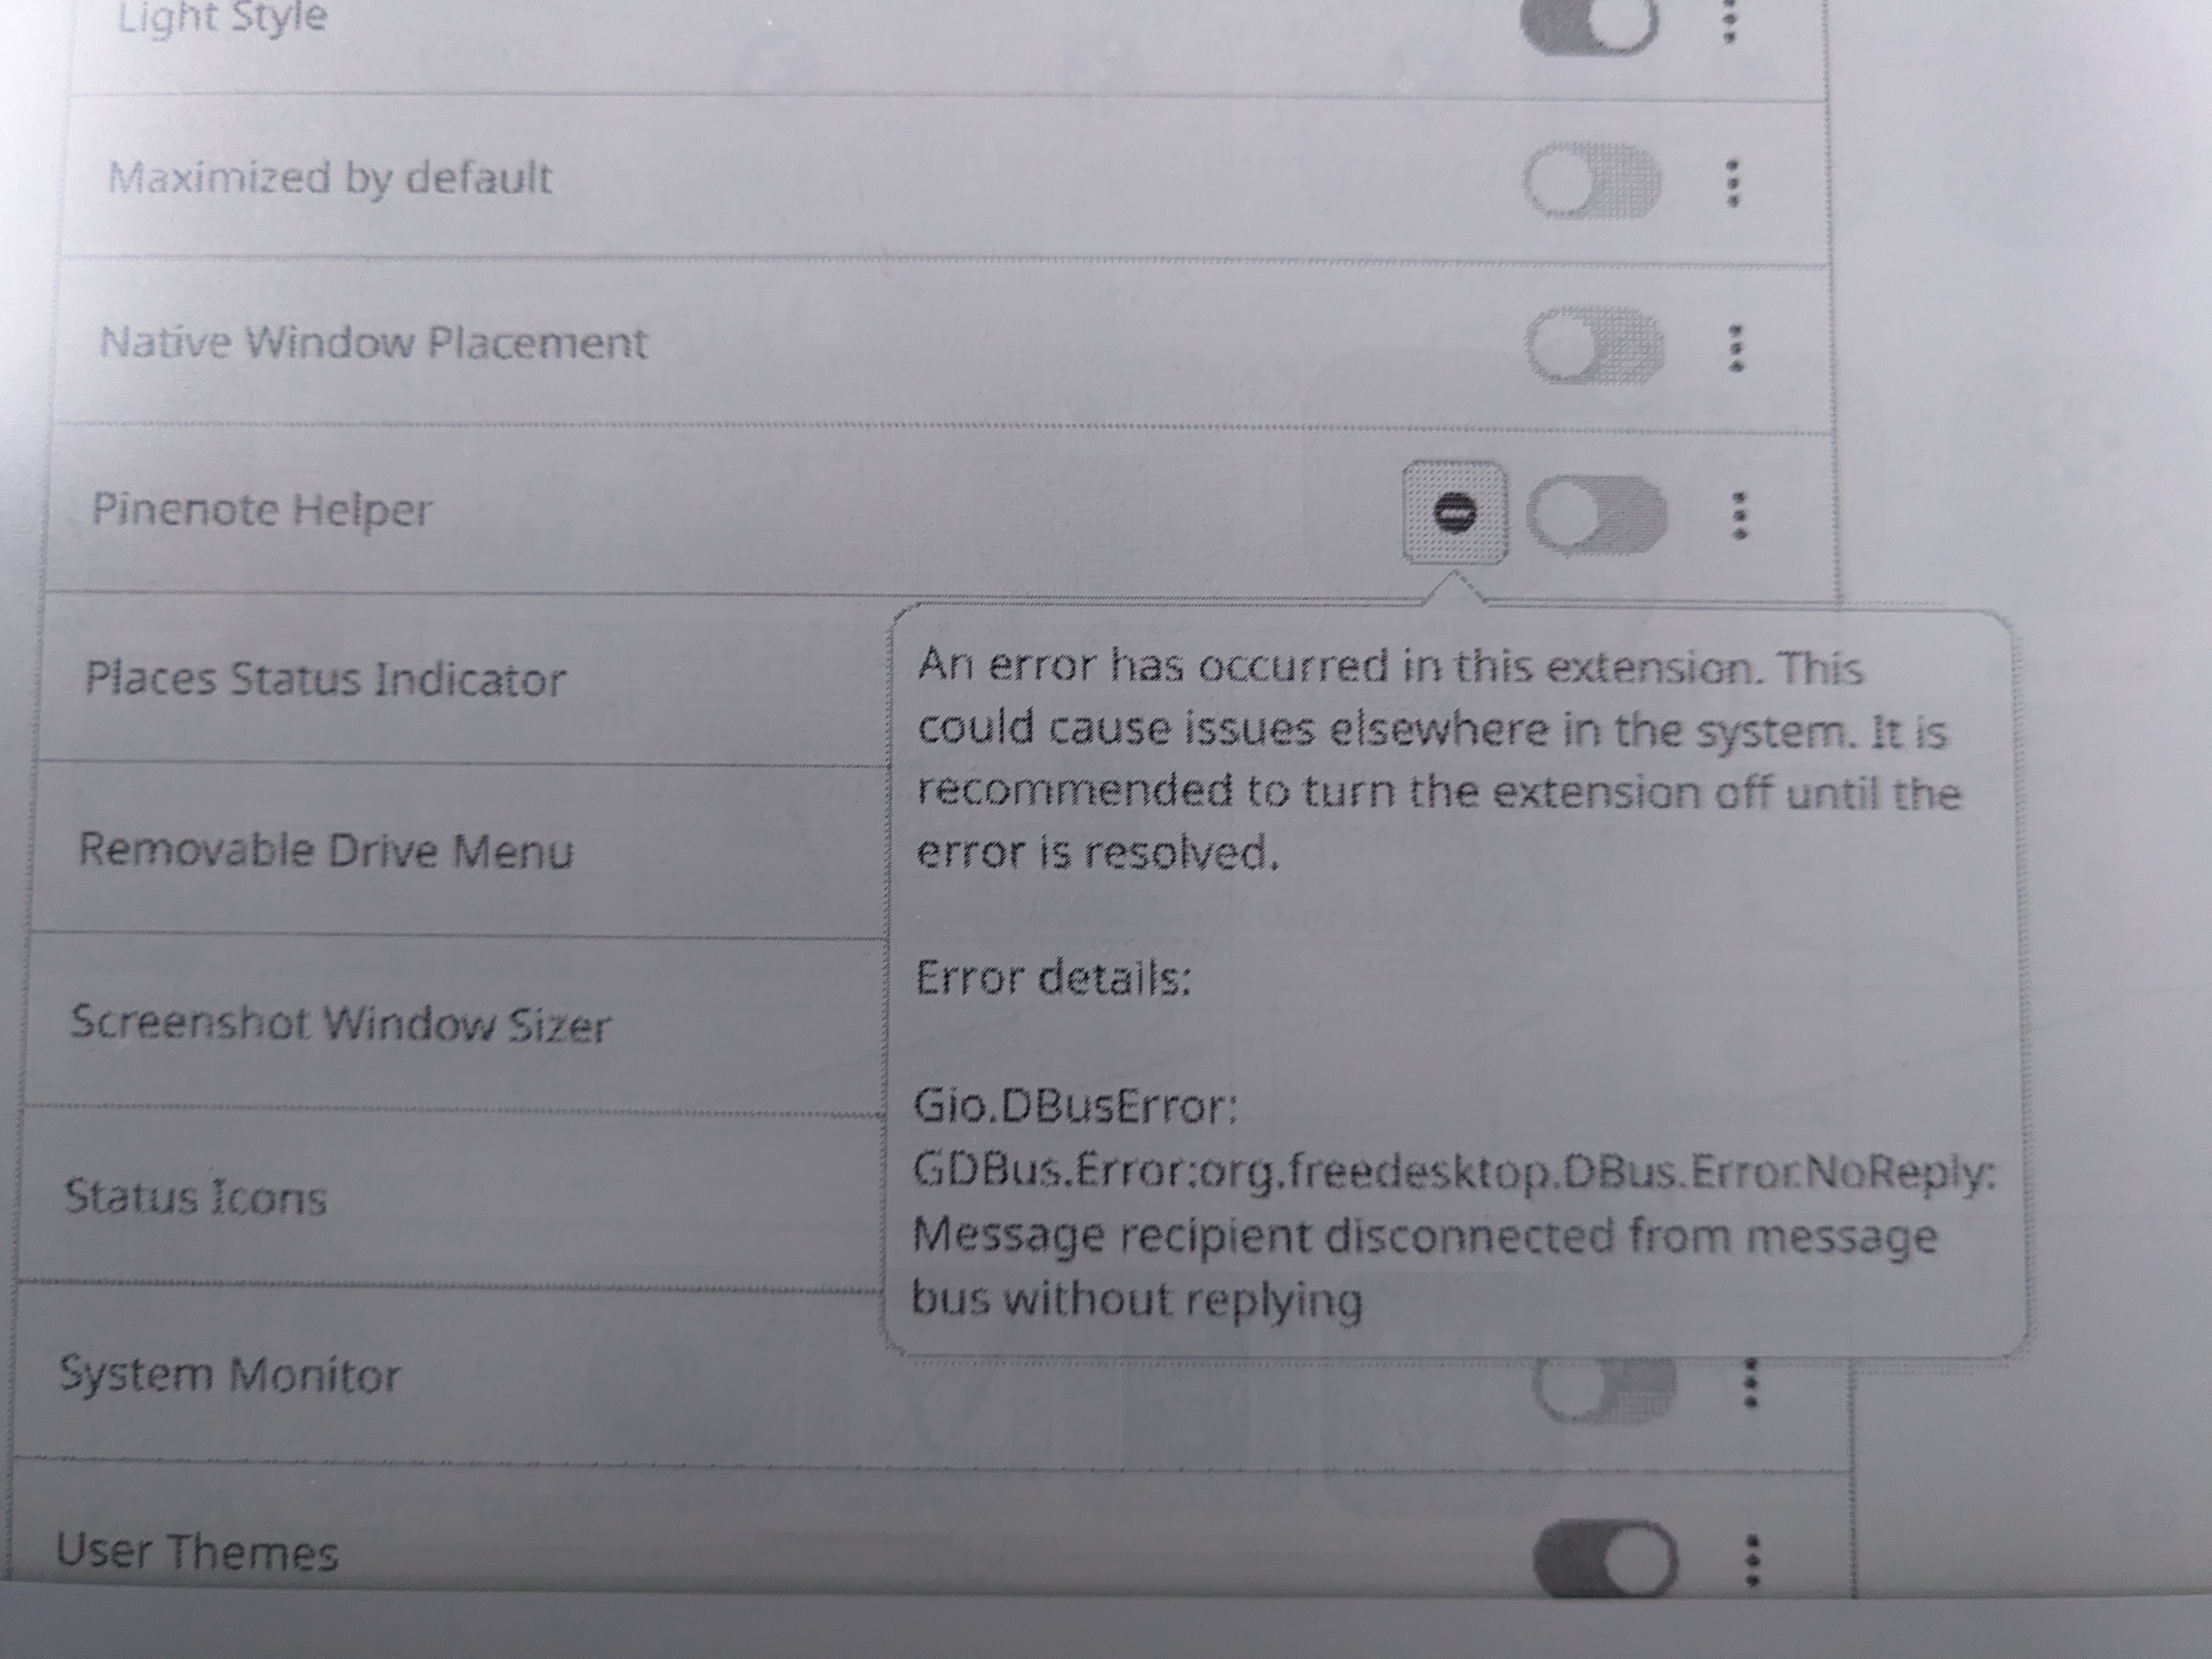 Light Style
Maximized by default
Native Window Placement
Pinenote Helper
Places Status Indicator
Removable Drive Menu
Screenshot Window Sizer
Status Icons
System Monitor
User Themes
An error has occurred in this extension. This
could cause issues elsewhere in the system. It is
recommended to turn the extension off until the
error is resolved.
Error details:
Gio.DBusError:
GDBus.Error:org.freedesktop.DBus.Error.NoReply:
Message recipient disconnected from message
bus without replying